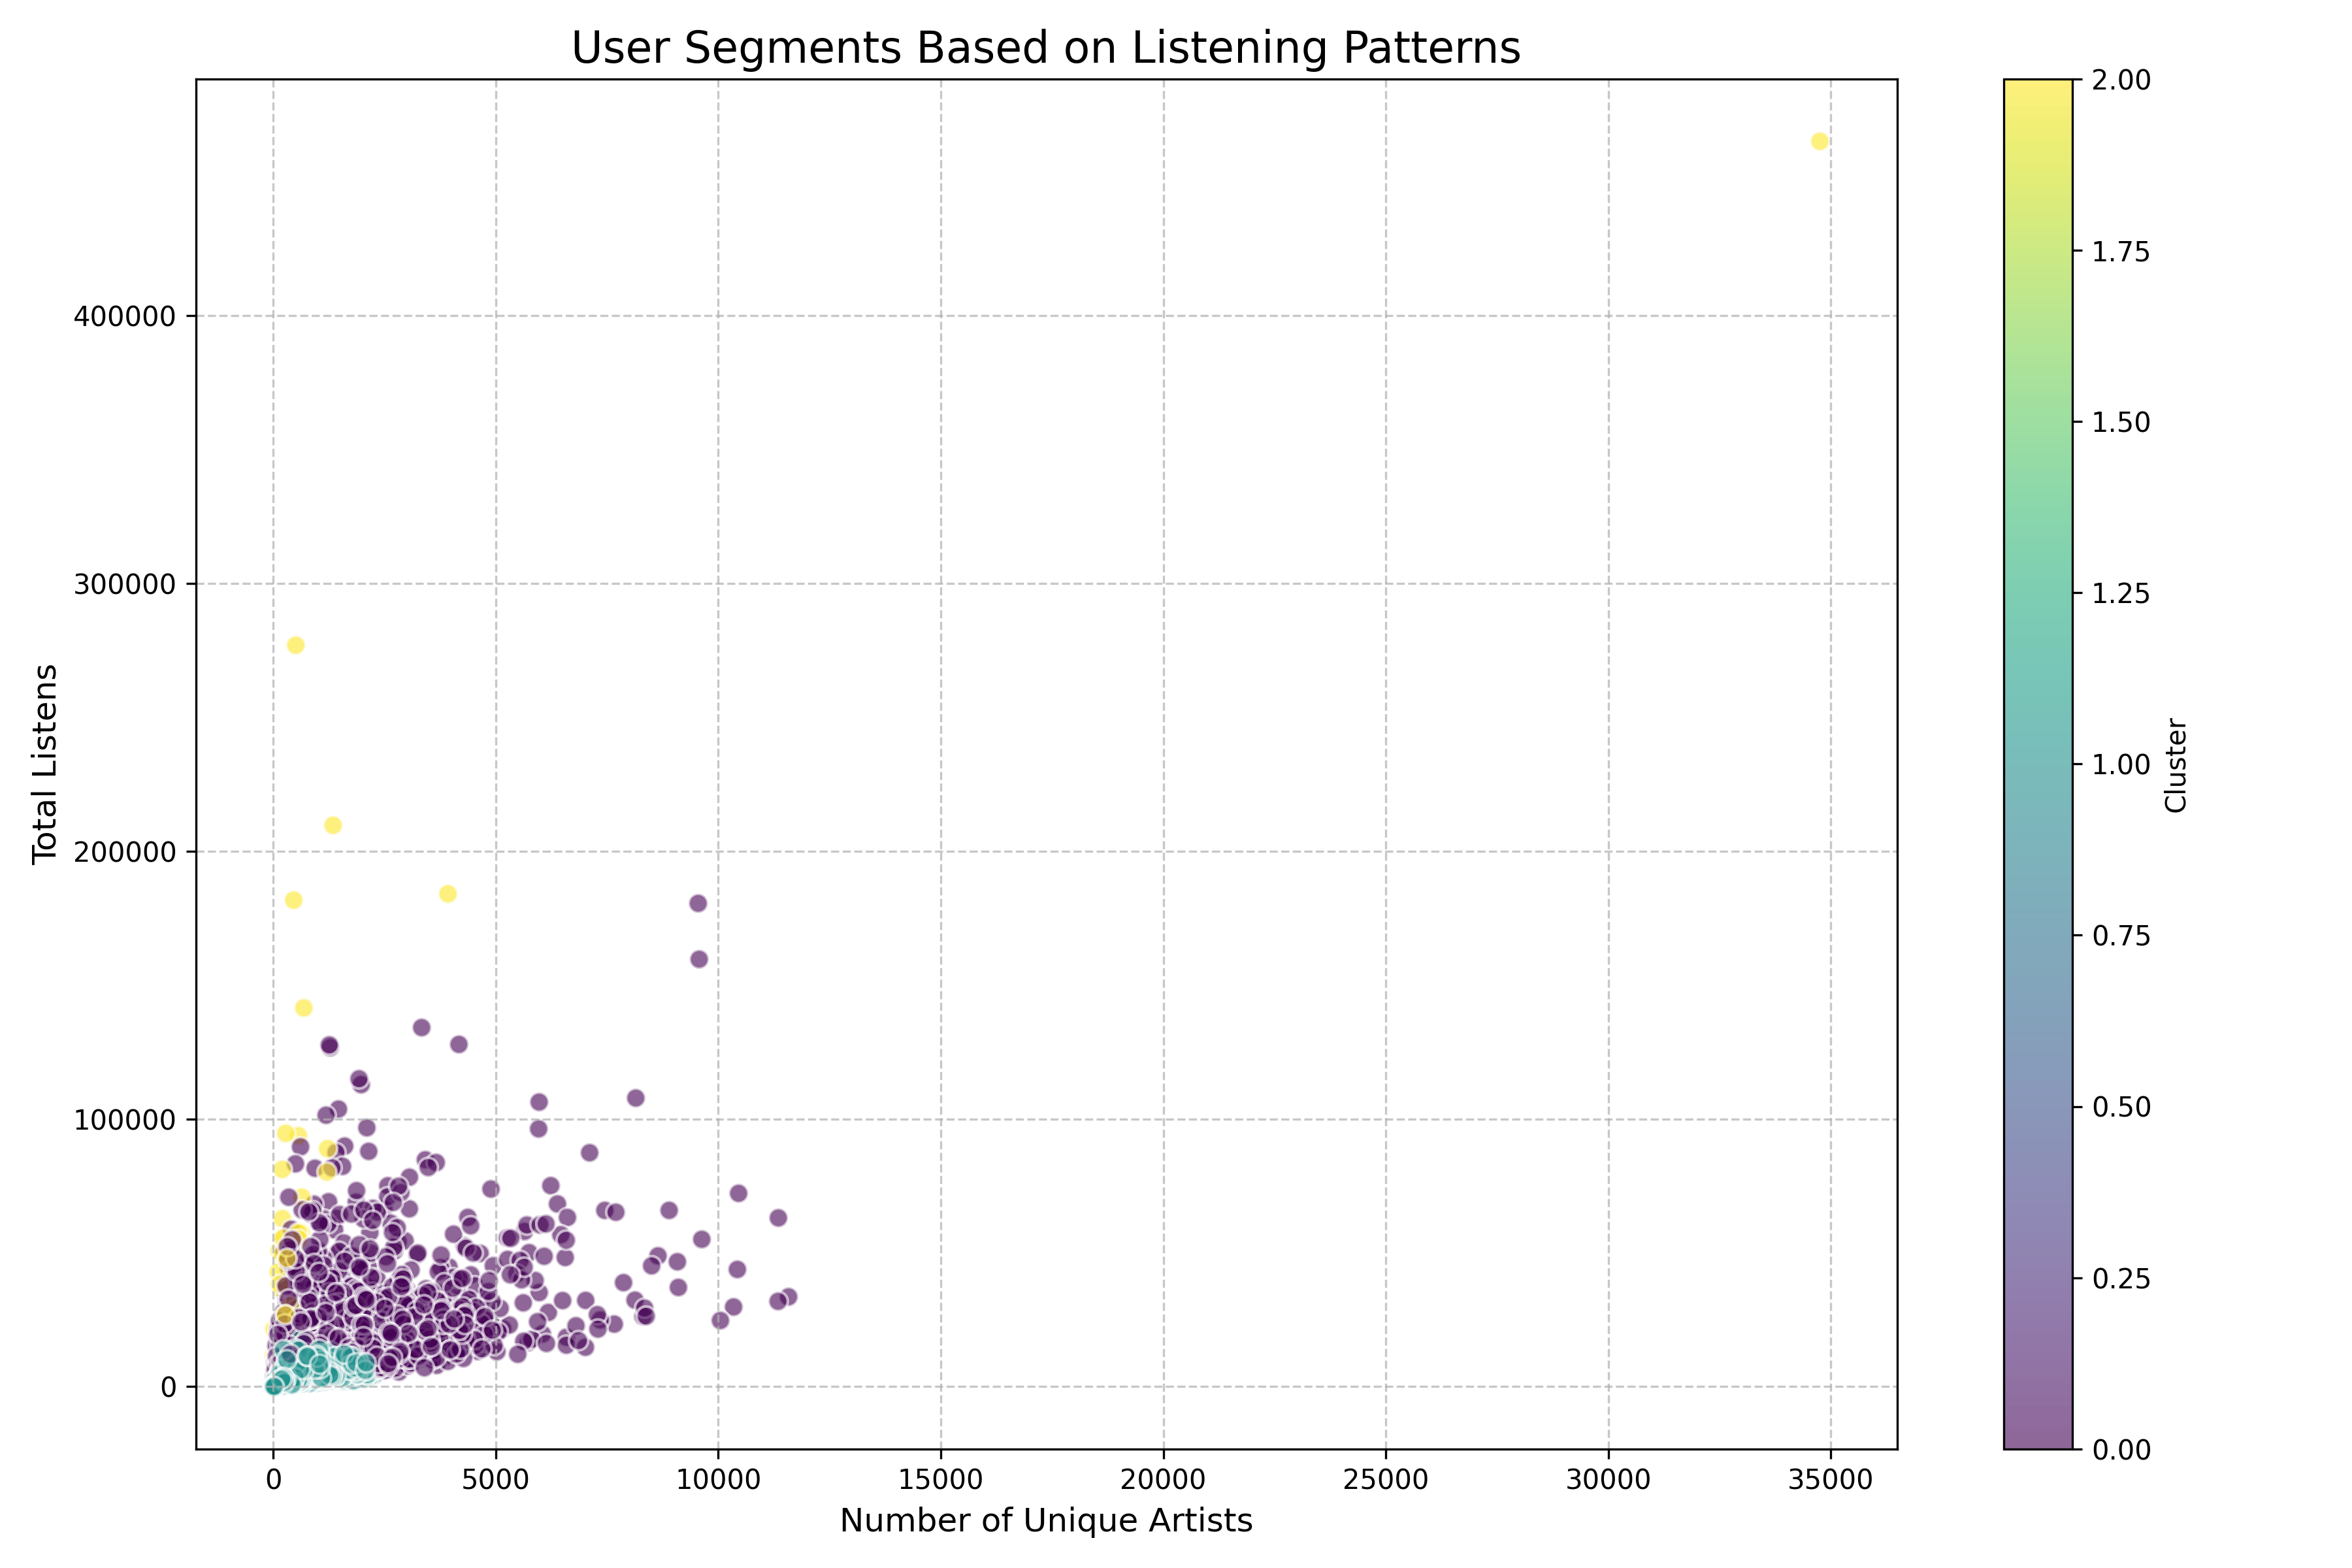 User Segments Based on Listening Patterns
Total Listens
400000
300000
200000
100000
0
0 5000 10000 15000 20000 25000 30000 35000
Number of Unique Artists
2.00
1.75
1.50
1.25
1.00
0.75
0.50
0.25
0.00
Cluster